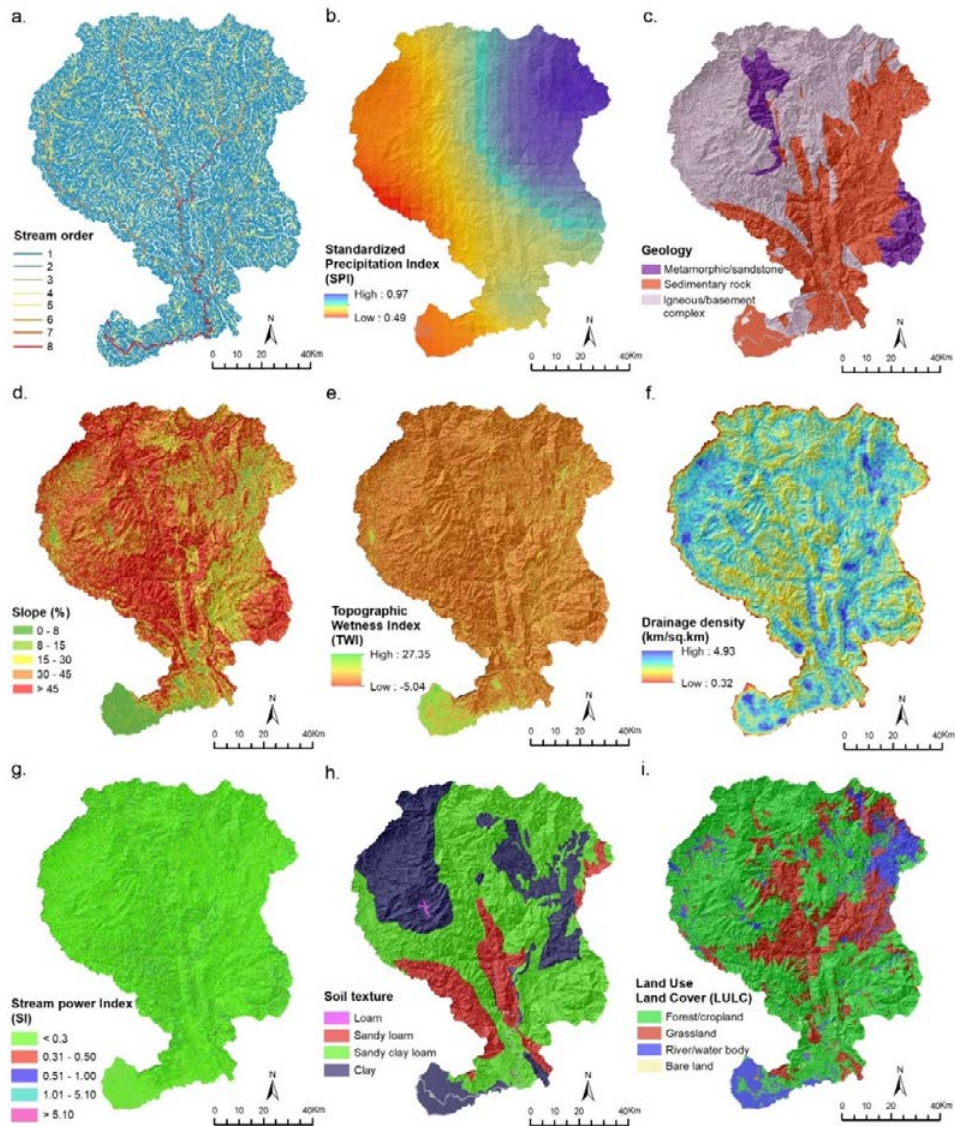 a.
b.
c.
Stream order
1
2
3
4
5
6
7
8
N
0 10 20 40Km
Standardized
Precipitation Index
(SPI)
High : 0.97
Low : 0.49
N
0 10 20 40Km
Geology
Metamorphic/sandstone
Sedimentary rock
Igneous/basement
complex
N
0 10 20 40Km
d.
e.
f.
Slope (%)
0 - 8
8 - 15
15 - 30
30 - 45
> 45
N
0 10 20 40Km
Topographic
Wetness Index
(TWI)
High : 27.35
Low : -5.04
N
0 10 20 40Km
Drainage density
(km/sq.km)
High : 4.93
Low : 0.32
N
0 10 20 40Km
g.
h.
i.
Stream power Index
(SI)
< 0.3
0.31 - 0.50
0.51 - 1.00
1.01 - 5.10
> 5.10
N
0 10 20 40Km
Soil texture
Loam
Sandy loam
Sandy clay loam
Clay
N
0 10 20 40Km
Land Use
Land Cover (LULC)
Forest/cropland
Grassland
River/water body
Bare land
N
0 10 20 40Km